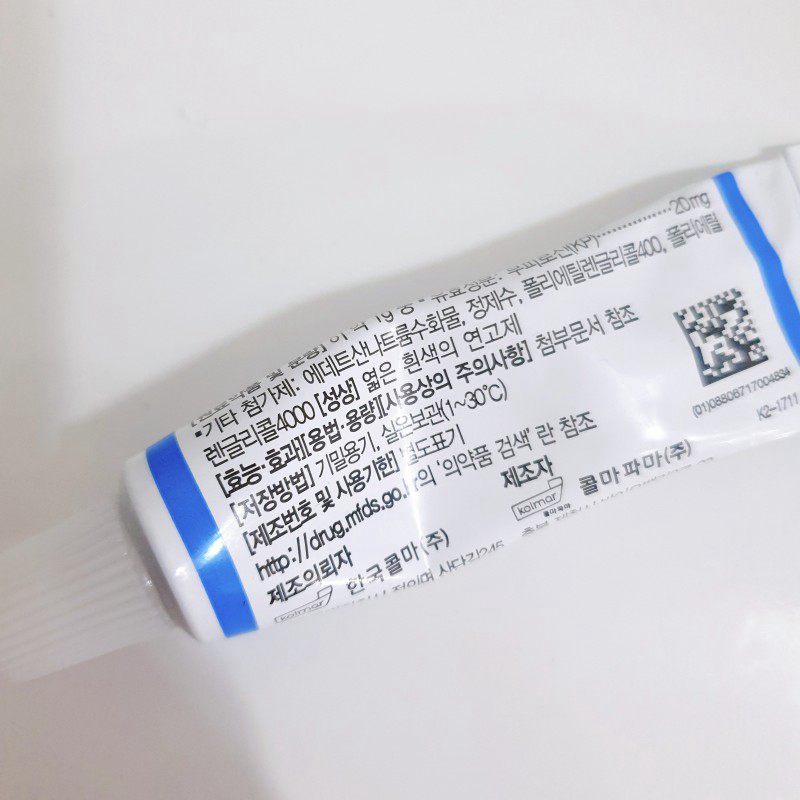 20mg
•기타 첨가제: 에데트산나트륨수화물, 정제수, 폴리에틸렌글리콜400, 폴리에틸
렌글리콜4000 [성상] 엷은 흰색의 연고제
[효능·효과][용법·용량][사용상의 주의사항] 첨부문서 참조
[저장방법] 기밀용기, 실온보관(1~30℃)
[제조번호 및 사용기한] 별도표기
http://drug.mfds.go.kr의 '의약품 검색'란 참조
제조의뢰자
제조자
kolmar 한국콜마(주)
kolmar 콜마파마(주)
콜마파마
(01)08806717004834
K2-1711